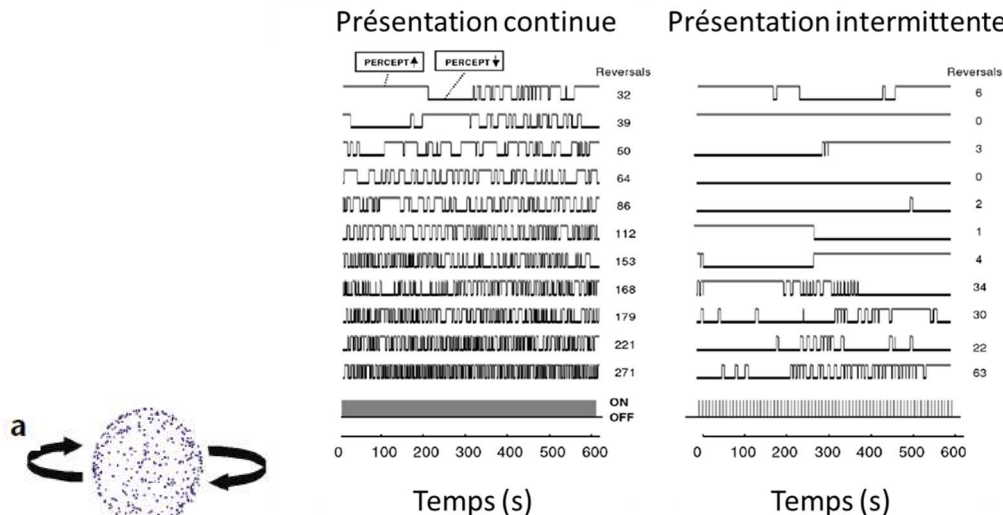 Présentation continue
Présentation intermittente
PERCEPT
PERCEPT
Reversals
Reversals
32
6
39
0
50
3
64
0
86
2
112
1
153
4
168
34
179
30
221
22
271
63
ON
OFF
a
0 100 200 300 400 500 600
0 100 200 300 400 500 600
Temps (s)
Temps (s)